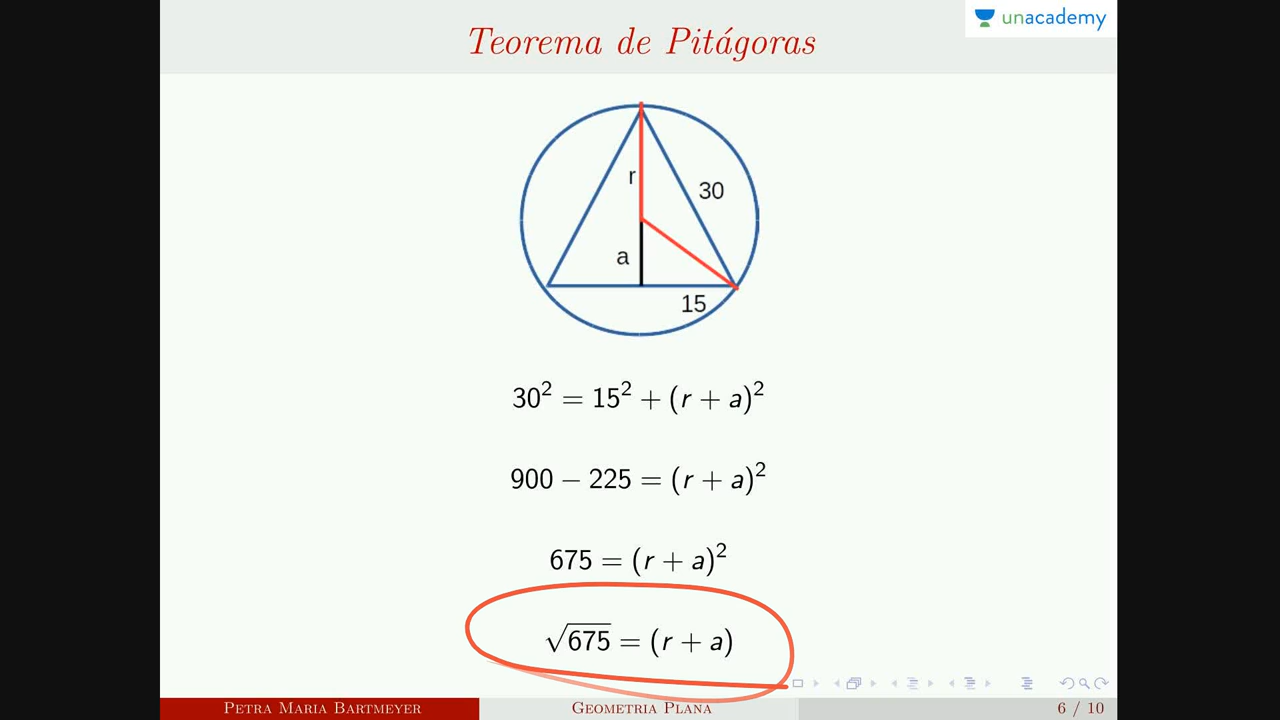 unacademy
Teorema de Pitágoras
r
30
a
15
30² = 15² + (r + a)²
900 − 225 = (r + a)²
675 = (r + a)²
√675 = (r + a)
Petra Maria Bartmeyer
Geometria Plana
6 / 10